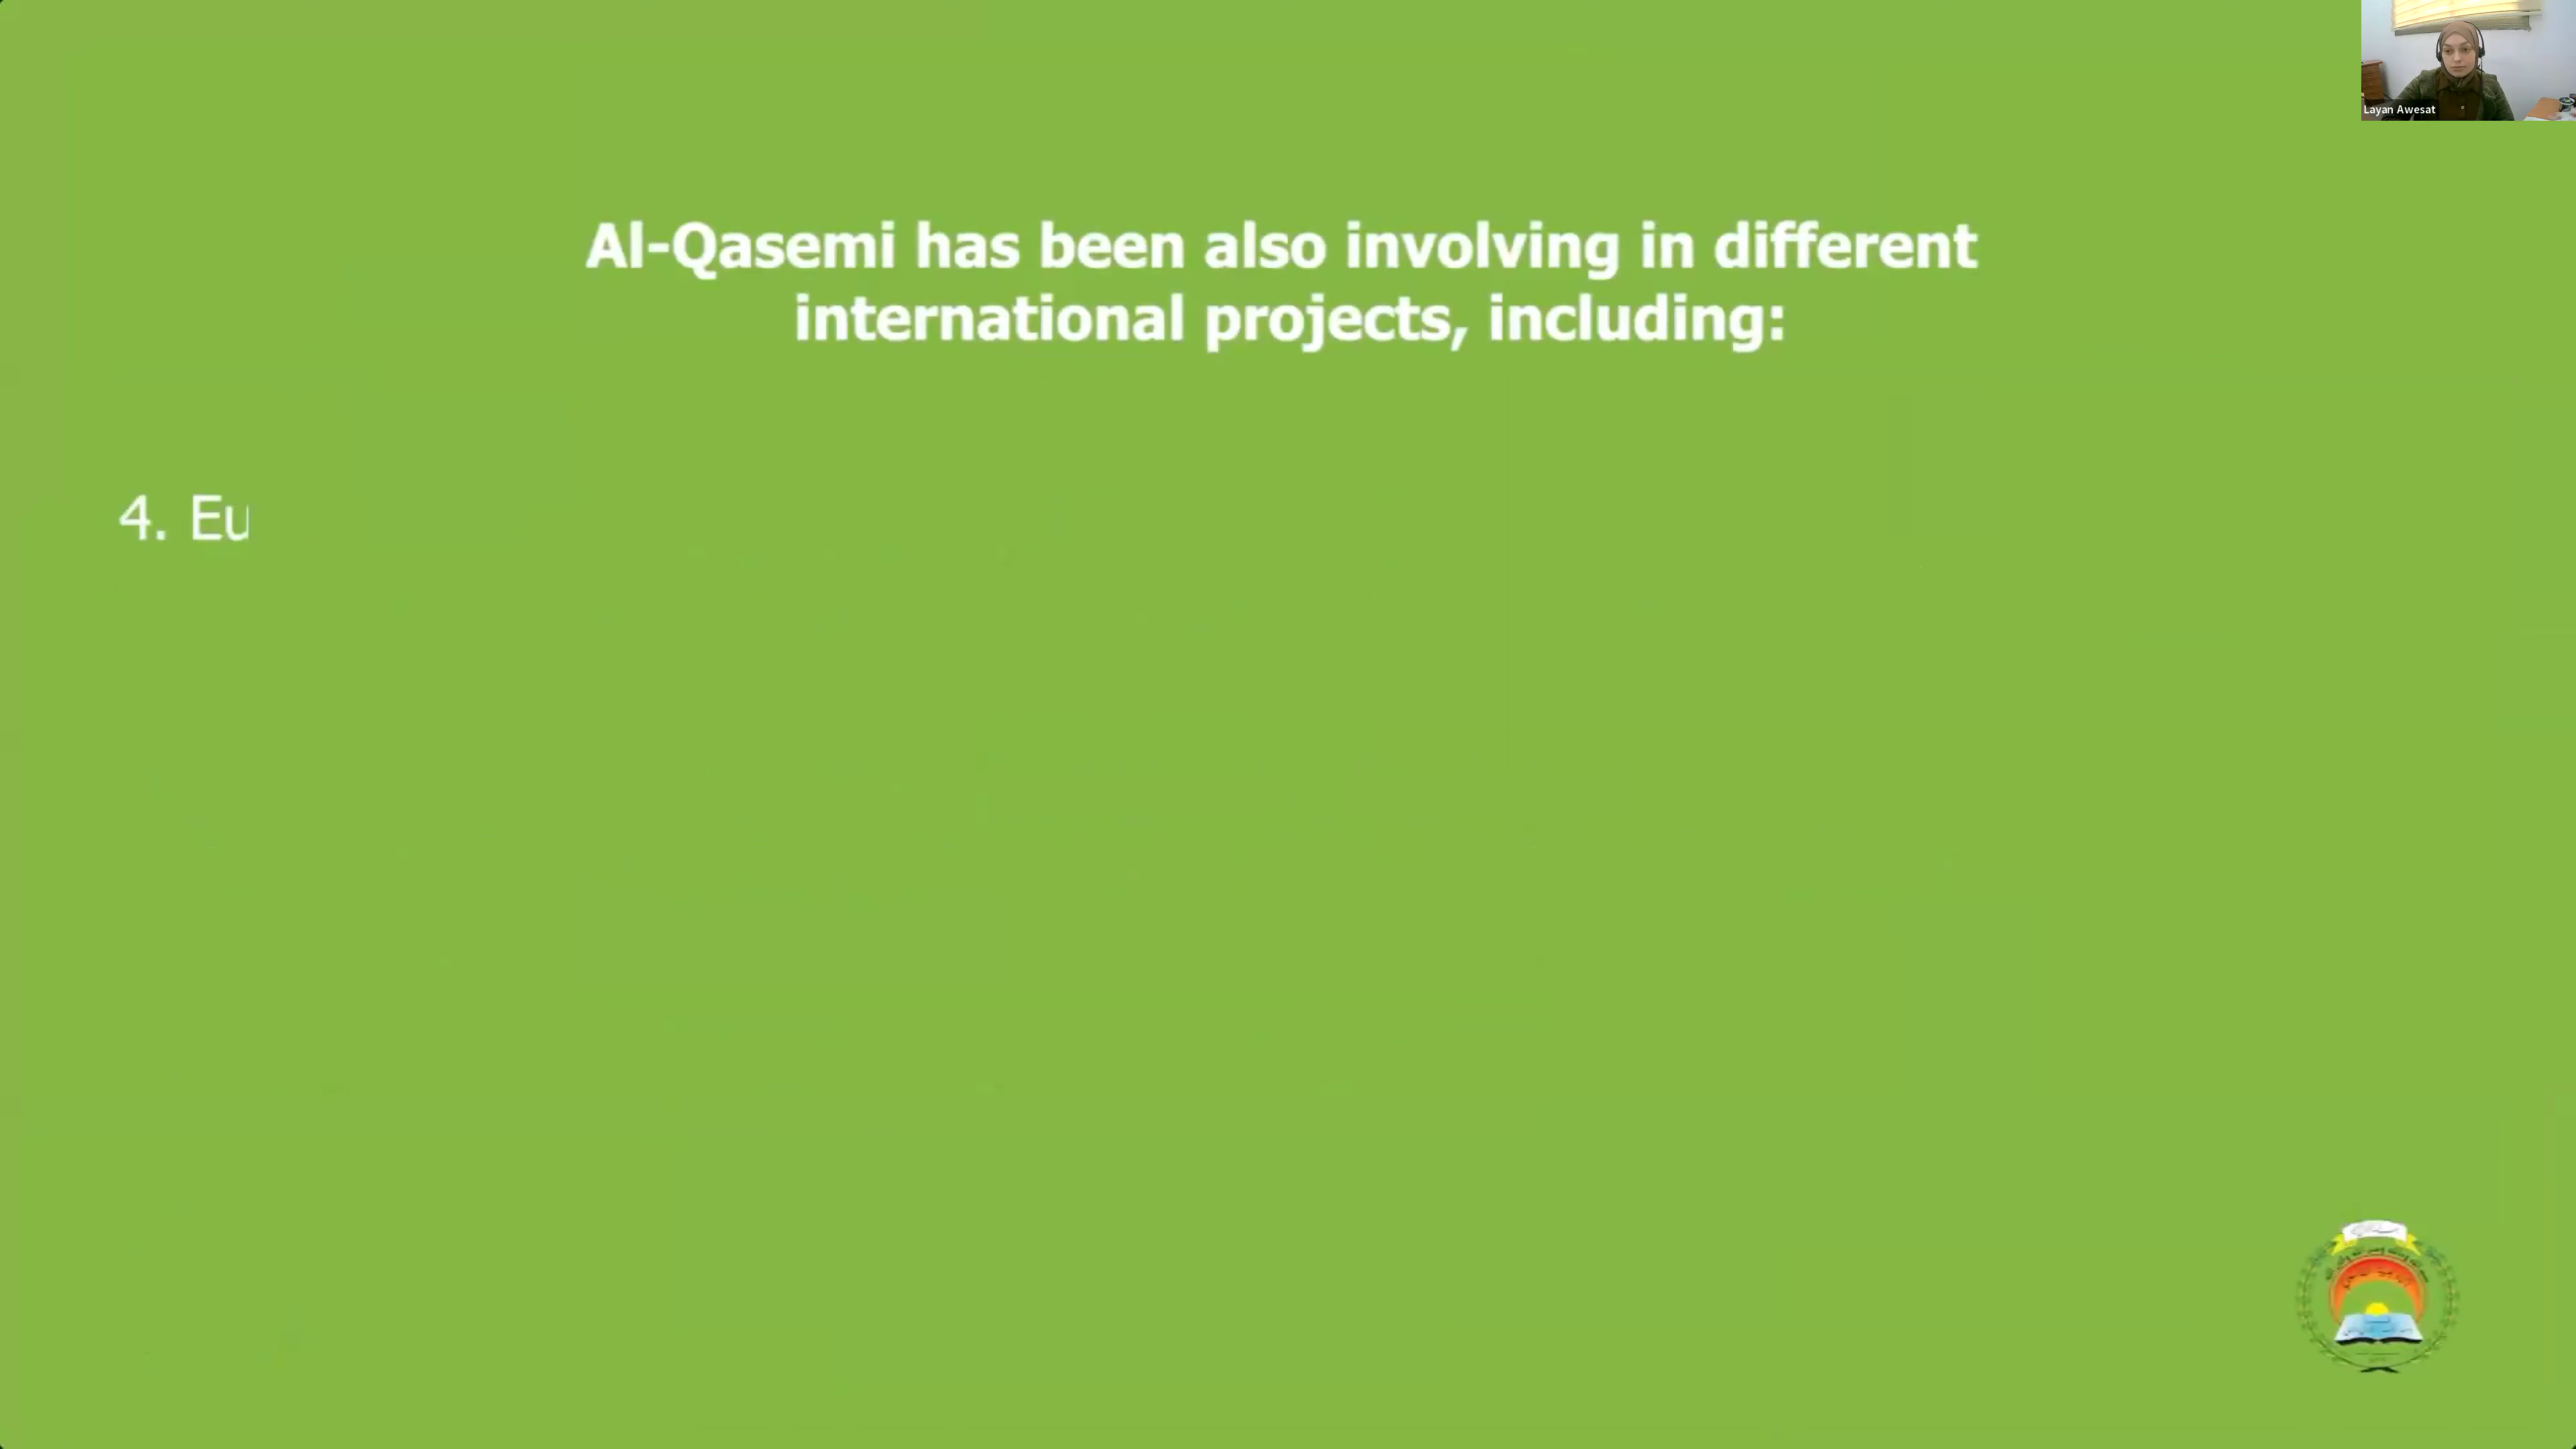 Layan Awesat
Al-Qasemi has been also involving in different
international projects, including:
4. Eu